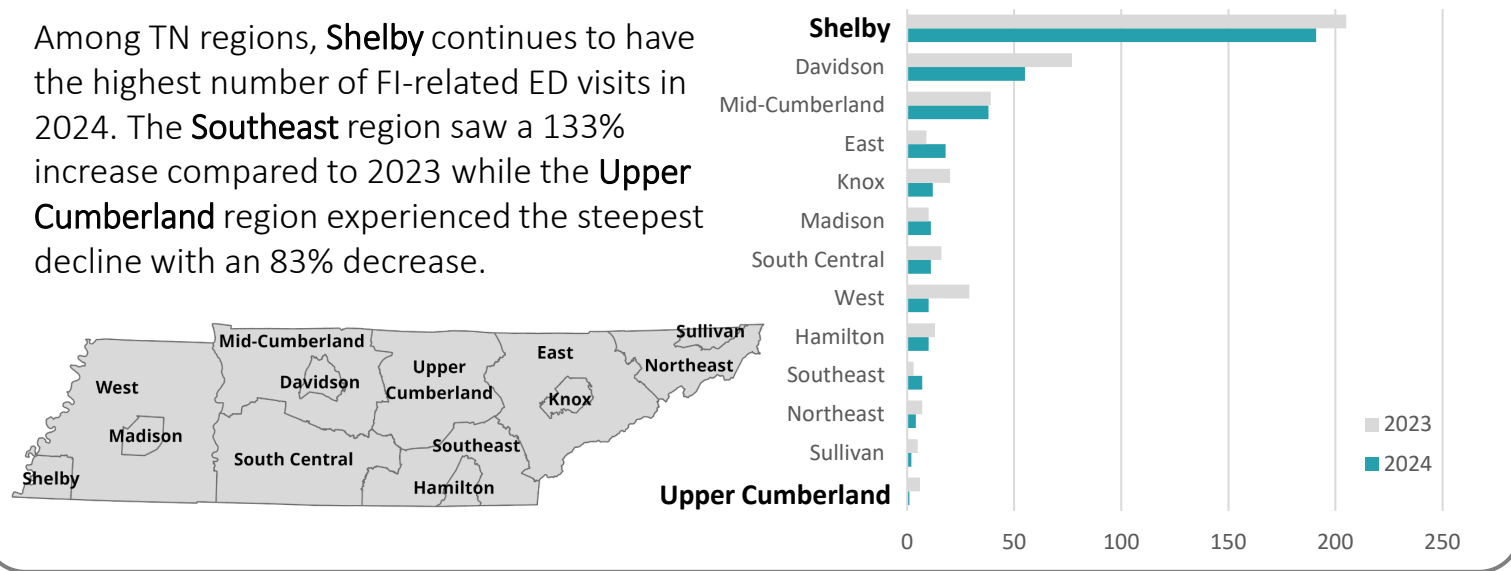 Among TN regions, Shelby continues to have
the highest number of FI-related ED visits in
2024. The Southeast region saw a 133%
increase compared to 2023 while the Upper
Cumberland region experienced the steepest
decline with an 83% decrease.
Sullivan
Mid-Cumberland
East
Upper
Cumberland
Northeast
West
Davidson
Knox
Madison
Southeast
South Central
Shelby
Hamilton
Shelby
Davidson
Mid-Cumberland
East
Knox
Madison
South Central
West
Hamilton
Southeast
Northeast
Sullivan
Upper Cumberland
0 50 100 150 200 250
2023
2024